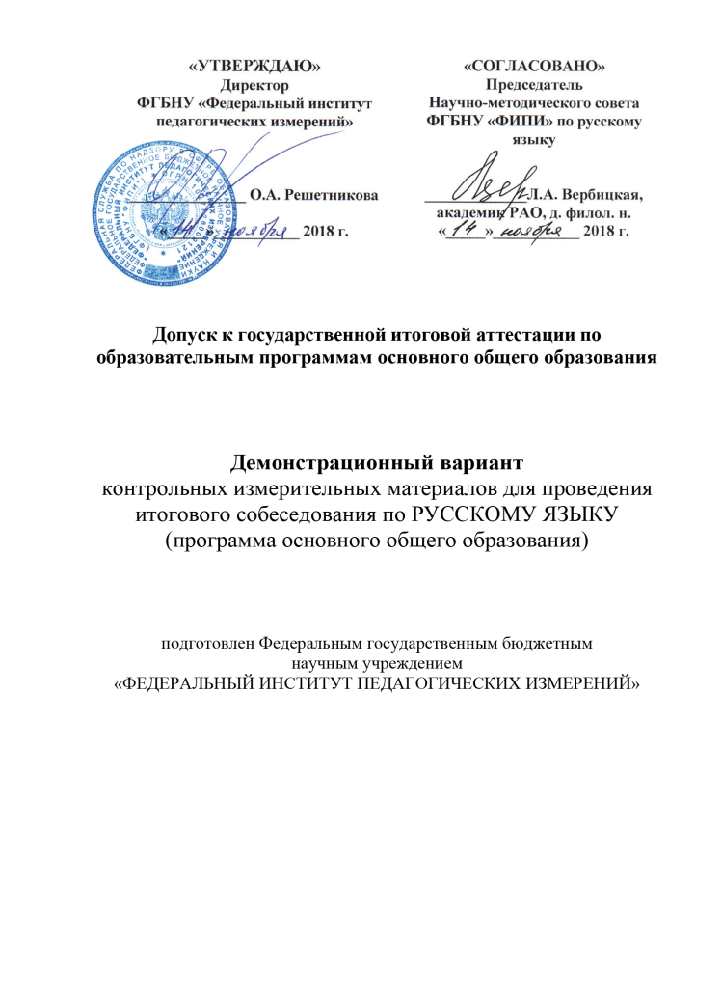 «УТВЕРЖДАЮ»
Директор
ФГБНУ «Федеральный институт
педагогических измерений»
О.А. Решетникова
«14» ноября 2018 г.
«СОГЛАСОВАНО»
Председатель
Научно-методического совета
ФГБНУ «ФИПИ» по русскому
языку
Л.А. Вербицкая,
академик РАО, д. филол. н.
«14» ноября 2018 г.
Допуск к государственной итоговой аттестации по
образовательным программам основного общего образования
Демонстрационный вариант
контрольных измерительных материалов для проведения
итогового собеседования по РУССКОМУ ЯЗЫКУ
(программа основного общего образования)
подготовлен Федеральным государственным бюджетным
научным учреждением
«ФЕДЕРАЛЬНЫЙ ИНСТИТУТ ПЕДАГОГИЧЕСКИХ ИЗМЕРЕНИЙ»